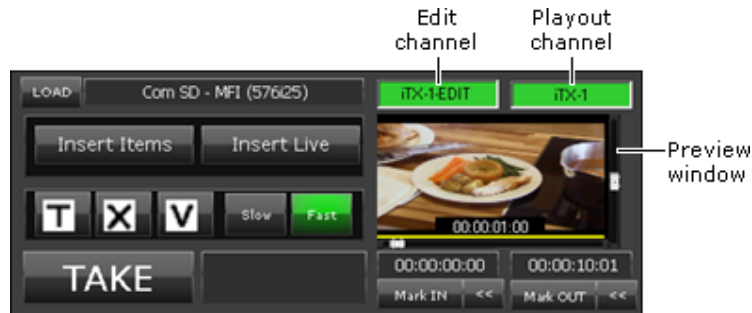 Edit channel
Playout channel
LOAD
Com SD - MFI (576i25)
iTX-1-EDIT
iTX-1
Insert Items
Insert Live
Preview window
T
X
V
Slow
Fast
00:00:01:00
TAKE
00:00:00:00
00:00:10:01
Mark IN
<<
Mark OUT
<<